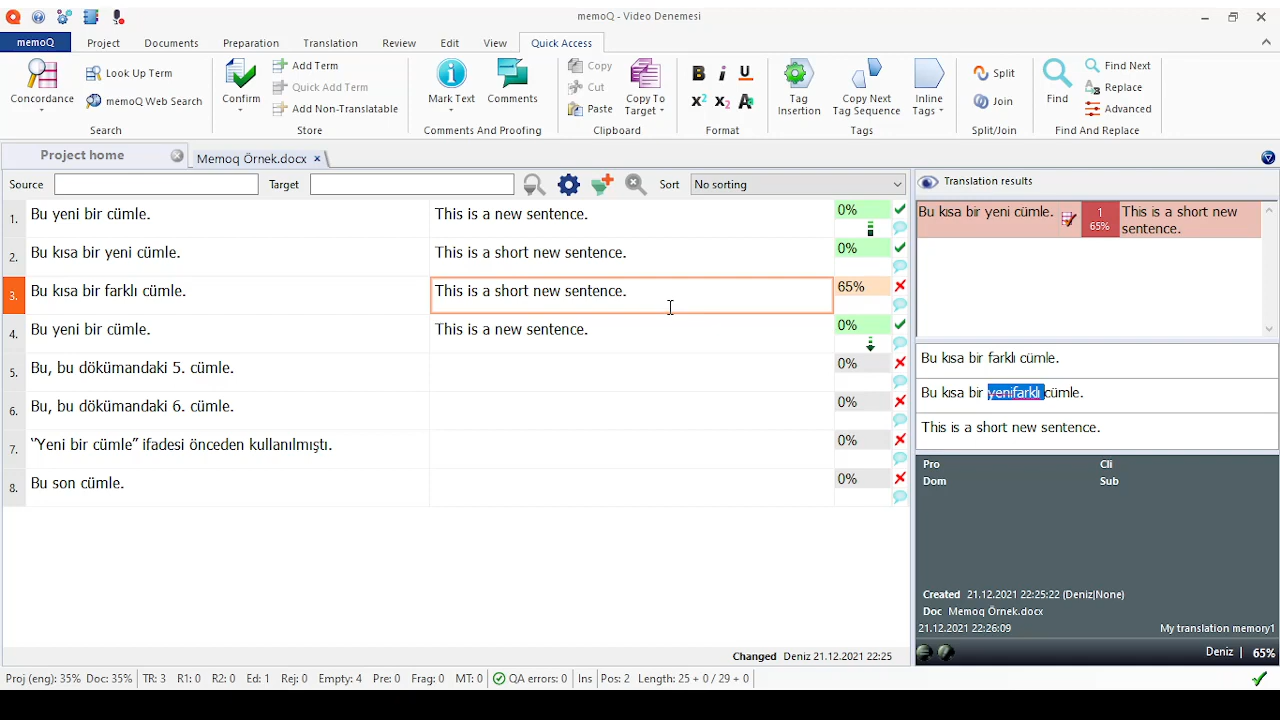 memoQ - Video Denemesi
memoQ Project Documents Preparation Translation Review Edit View Quick Access
Concordance
Look Up Term
memoQ Web Search
Search
Confirm
Add Term
Quick Add Term
Add Non-Translatable
Store
Mark Text
Comments
Comments And Proofing
Copy
Cut
Paste
Copy To
Target
Clipboard
B i U
X² X₂ A
Format
Tag
Insertion
Copy Next
Tag Sequence
Inline
Tags
Tags
Split
Join
Split/Join
Find
Find Next
Replace
Advanced
Find And Replace
Project home
Memoq Örnek.docx
Source Target Sort No sorting
1. Bu yeni bir cümle. This is a new sentence. 0%
2. Bu kısa bir yeni cümle. This is a short new sentence. 0%
3. Bu kısa bir farklı cümle. This is a short new sentence. 65%
4. Bu yeni bir cümle. This is a new sentence. 0%
5. Bu, bu dökümandaki 5. cümle. 0%
6. Bu, bu dökümandaki 6. cümle. 0%
7. “Yeni bir cümle” ifadesi önceden kullanılmıştı. 0%
8. Bu son cümle. 0%
Changed Deniz 21.12.2021 22:25
Translation results
Bu kısa bir yeni cümle. 1 This is a short new
65% sentence.
Bu kısa bir farklı cümle.
Bu kısa bir yenifarklı cümle.
This is a short new sentence.
Pro Cli
Dom Sub
Created 21.12.2021 22:25:22 (Deniz|None)
Doc Memoq Örnek.docx
21.12.2021 22:26:09 My translation memory1
Deniz | 65%
Proj (eng): 35% Doc: 35% TR: 3 R1: 0 R2: 0 Ed: 1 Rej: 0 Empty: 4 Pre: 0 Frag: 0 MT: 0 QA errors: 0 Ins Pos: 2 Length: 25 + 0 / 29 + 0